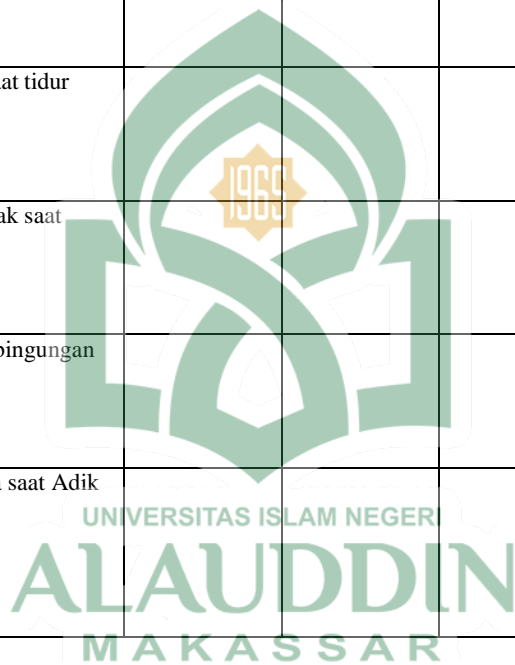 at tidur
1965
ak saat
bingungan
saat Adik
UNIVERSITAS ISLAM NEGERI
ALAUDDIN
MAKASSAR